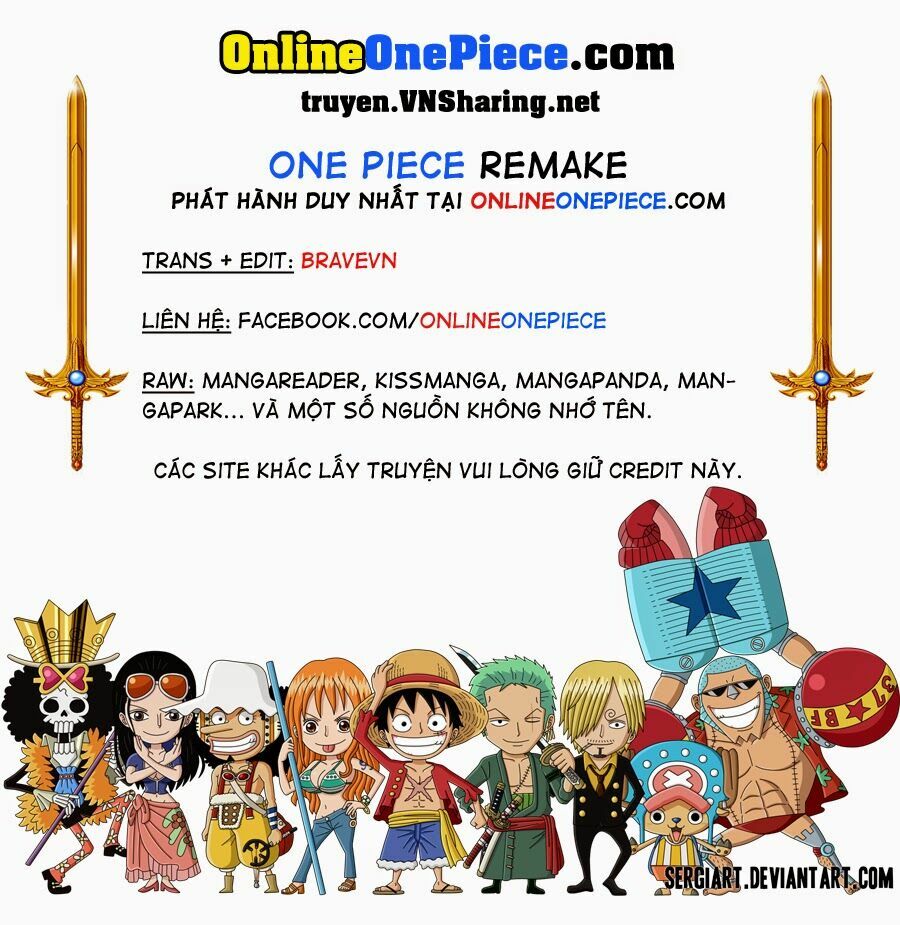 OnlineOnePiece.com
truyen.VNSharing.net
ONE PIECE REMAKE
PHÁT HÀNH DUY NHẤT TẠI ONLINEONEPIECE.COM
TRANS + EDIT: BRAVEVN
LIÊN HỆ: FACEBOOK.COM/ONLINEONEPIECE
RAW: MANGAREADER, KISSMANGA, MANGAPANDA, MAN-
GAPARK... VÀ MỘT SỐ NGUỒN KHÔNG NHỚ TÊN.
CÁC SITE KHÁC LẤY TRUYỆN VUI LÒNG GIỮ CREDIT NÀY.
37★BF
SERGIART.DEVIANTART.COM